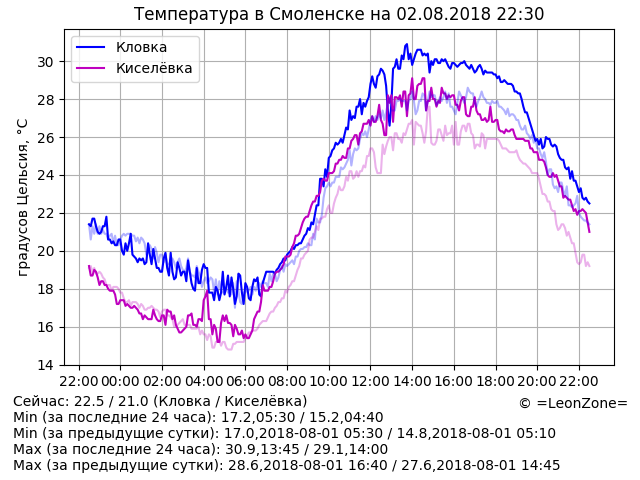 Температура в Смоленске на 02.08.2018 22:30
Кловка
Киселёвка
градусов Цельсия, °C
30
28
26
24
22
20
18
16
14
22:00 00:00 02:00 04:00 06:00 08:00 10:00 12:00 14:00 16:00 18:00 20:00 22:00
Сейчас: 22.5 / 21.0 (Кловка / Киселёвка)
© =LeonZone=
Min (за последние 24 часа): 17.2,05:30 / 15.2,04:40
Min (за предыдущие сутки): 17.0,2018-08-01 05:30 / 14.8,2018-08-01 05:10
Max (за последние 24 часа): 30.9,13:45 / 29.1,14:00
Max (за предыдущие сутки): 28.6,2018-08-01 16:40 / 27.6,2018-08-01 14:45